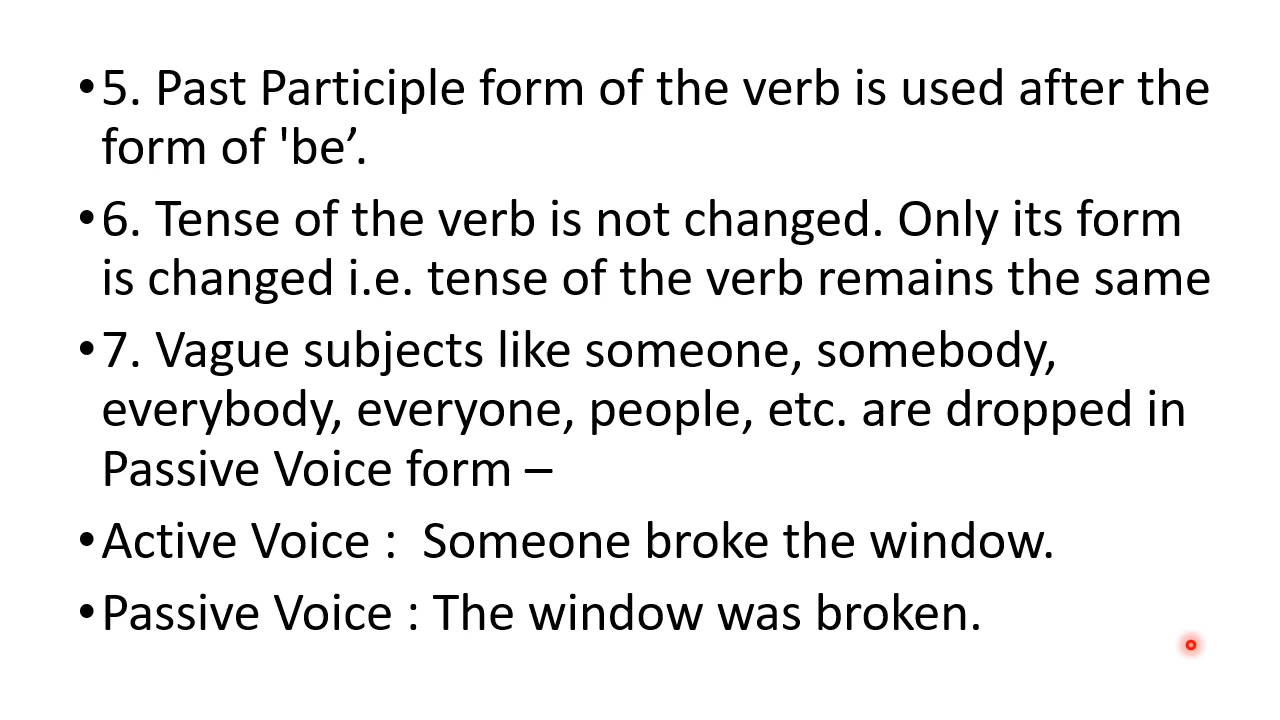 •5. Past Participle form of the verb is used after the
form of 'be’.
•6. Tense of the verb is not changed. Only its form
is changed i.e. tense of the verb remains the same
•7. Vague subjects like someone, somebody,
everybody, everyone, people, etc. are dropped in
Passive Voice form –
•Active Voice :  Someone broke the window.
•Passive Voice : The window was broken.